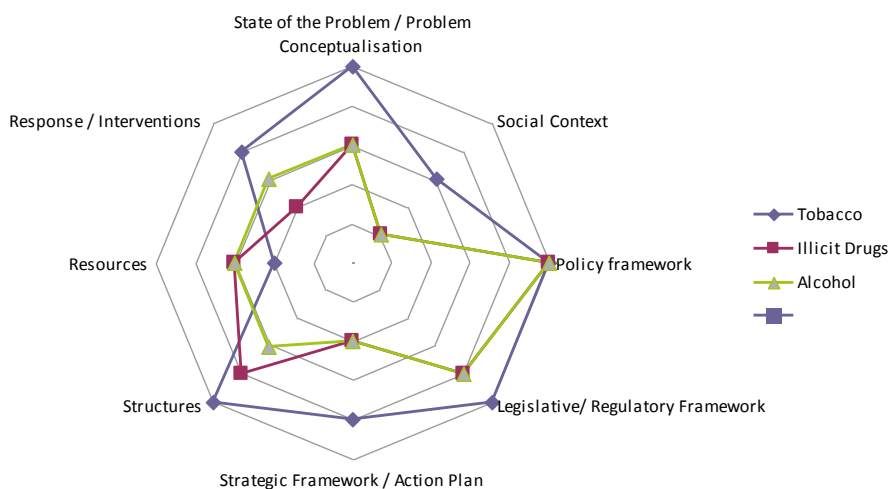 State of the Problem / Problem
Conceptualisation
Response / Interventions
Social Context
Tobacco
Illicit Drugs
Alcohol
Resources
Policy framework
Structures
Legislative/ Regulatory Framework
Strategic Framework / Action Plan